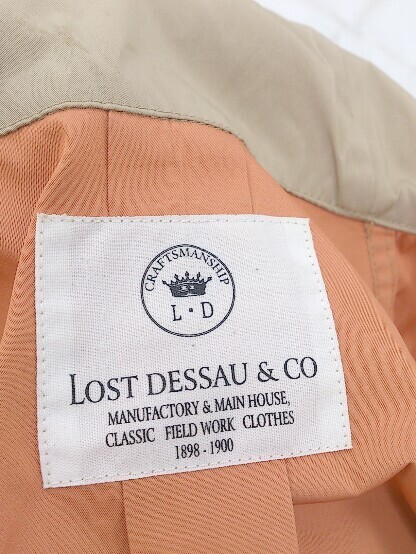 CRAFTSMANSHIP
L · D
LOST DESSAU & CO
MANUFACTORY & MAIN HOUSE,
CLASSIC FIELD WORK CLOTHES
1898 - 1900